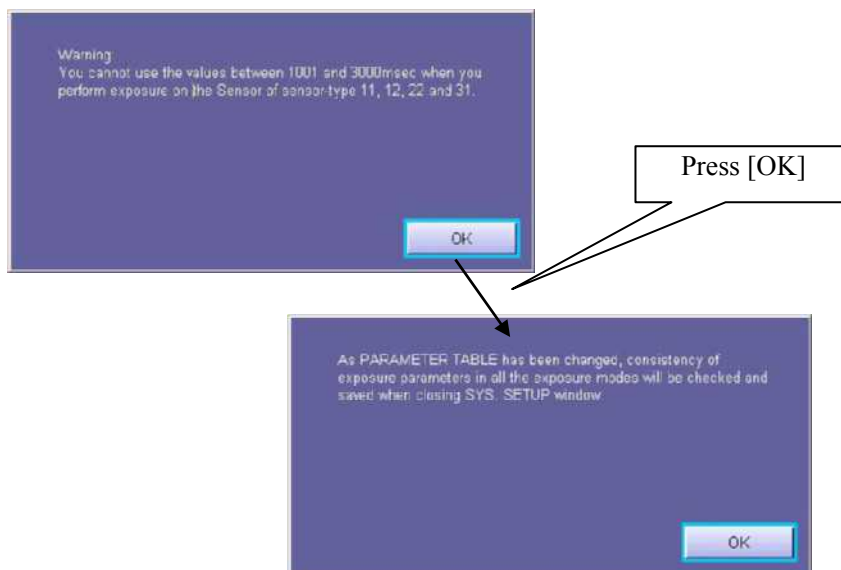 Warning:
You cannot use the values between 1001 and 3000msec when you
perform exposure on the Sensor of sensor-type 11, 12, 22 and 31.
OK
Press [OK]
As PARAMETER TABLE has been changed, consistency of
exposure parameters in all the exposure modes will be checked and
saved when closing SYS. SETUP window.
OK